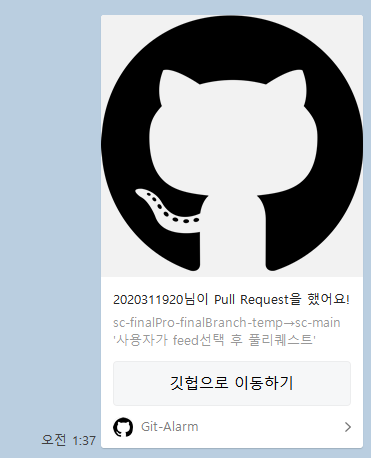 2020311920님이 Pull Request을 했어요!
sc-finalPro-finalBranch-temp→sc-main
'사용자가 feed선택 후 풀리퀘스트'
깃헙으로 이동하기
Git-Alarm
오전 1:37